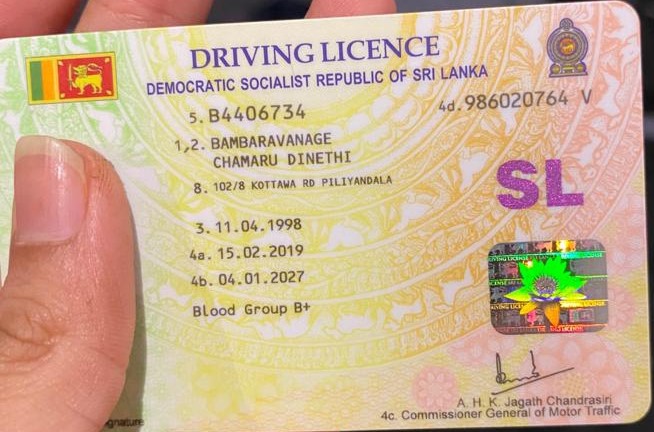 DRIVING LICENCE
DEMOCRATIC SOCIALIST REPUBLIC OF SRI LANKA
5. B4406734
4d. 986020764 V
1,2. BAMBARAVANAGE
CHAMARU DINETHI
8. 102/8 KOTTAWA RD PILIYANDALA
SL
3. 11.04.1998
4a. 15.02.2019
4b. 04.01.2027
Blood Group B+
DRIVING LICENSE
A. H. K. Jagath Chandrasiri
4c. Commissioner General of Motor Traffic